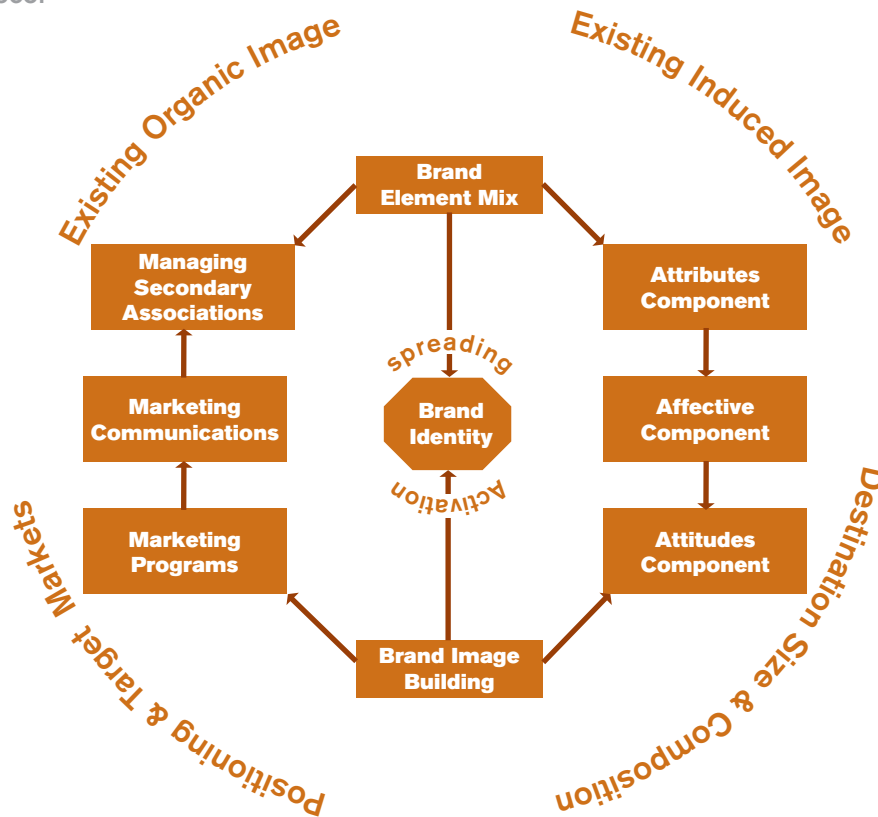 Existing Organic Image
Existing Induced Image
Brand
Element Mix
Managing
Secondary
Associations
Attributes
Component
spreading
Brand
Identity
Activation
Marketing
Communications
Affective
Component
Marketing
Programs
Attitudes
Component
Brand Image
Building
Positioning & Target Markets
Destination Size & Composition